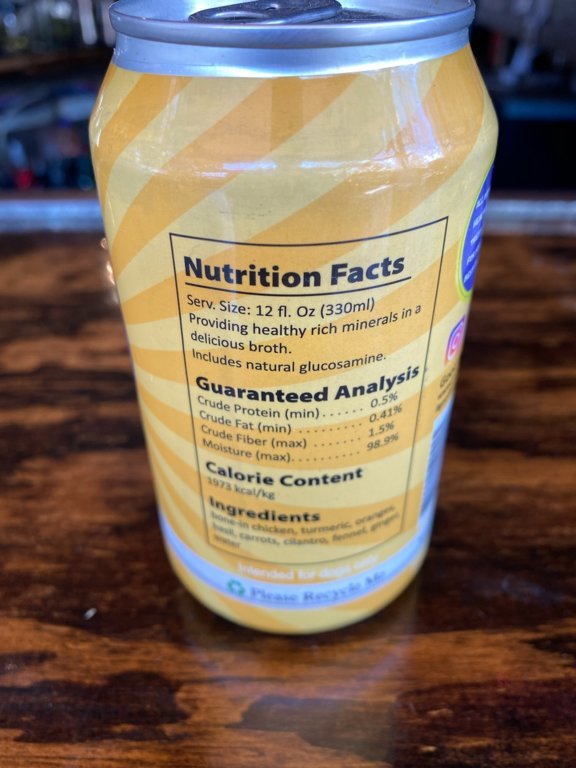 Nutrition Facts
Serv. Size: 12 fl. Oz (330ml)
Providing healthy rich minerals in a
delicious broth.
Includes natural glucosamine.
Guaranteed Analysis
Crude Protein (min) ...... 0.5%
Crude Fat (min) .......... 0.41%
Crude Fiber (max) ........ 1.5%
Moisture (max).......... 98.9%
Calorie Content
1973 kcal/kg
Ingredients
bone-in chicken, turmeric, oranges,
basil, carrots, cilantro, fennel, ginger,
water
Intended for dogs only
Please Recycle Me